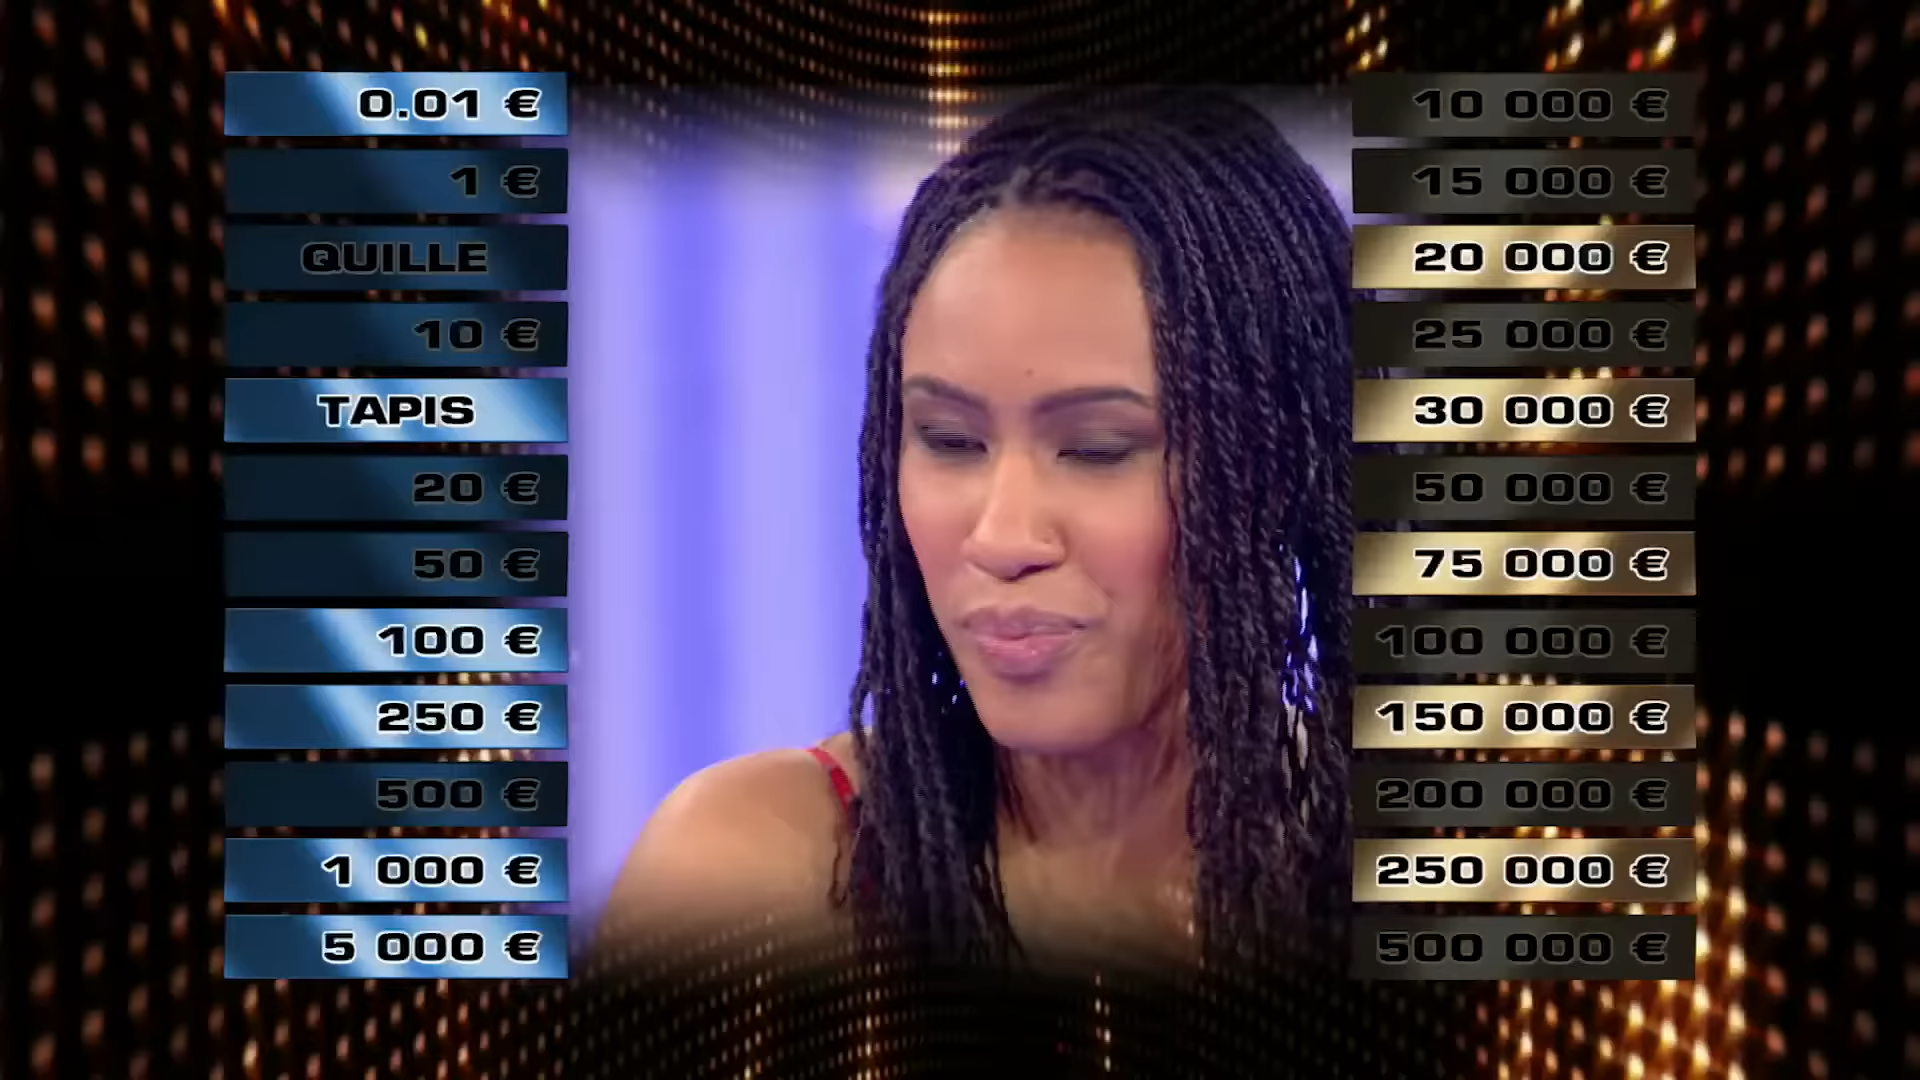 0.01 €
1 €
QUILLE
10 €
TAPIS
20 €
50 €
100 €
250 €
500 €
1 000 €
5 000 €
10 000 €
15 000 €
20 000 €
25 000 €
30 000 €
50 000 €
75 000 €
100 000 €
150 000 €
200 000 €
250 000 €
500 000 €